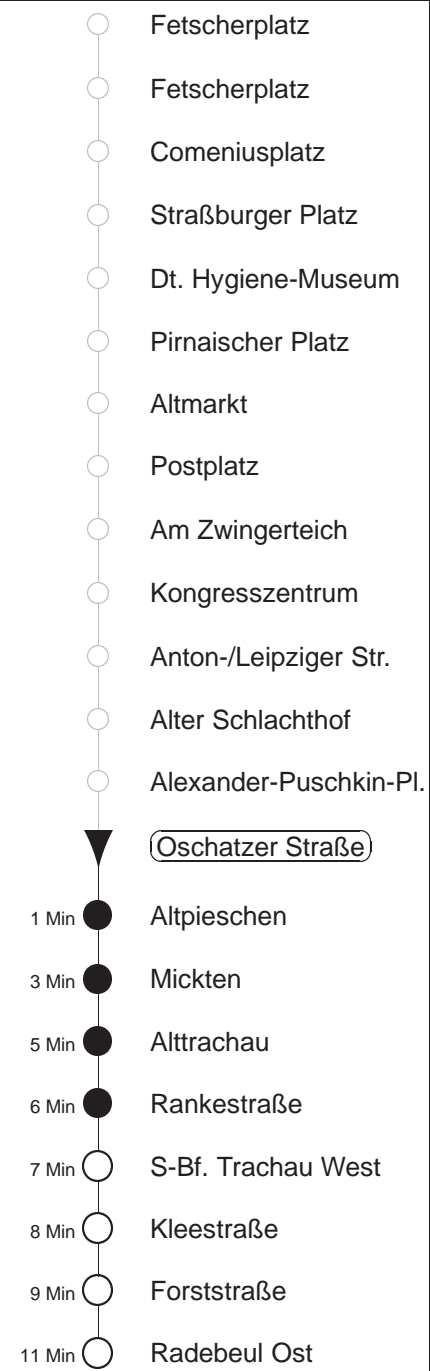 Fetscherplatz
Fetscherplatz
Comeniusplatz
Straßburger Platz
Dt. Hygiene-Museum
Pirnaischer Platz
Altmarkt
Postplatz
Am Zwingerteich
Kongresszentrum
Anton-/Leipziger Str.
Alter Schlachthof
Alexander-Puschkin-Pl.
Oschatzer Straße
1 Min Altpieschen
3 Min Mickten
5 Min Alttrachau
6 Min Rankestraße
7 Min S-Bf. Trachau West
8 Min Kleestraße
9 Min Forststraße
11 Min Radebeul Ost